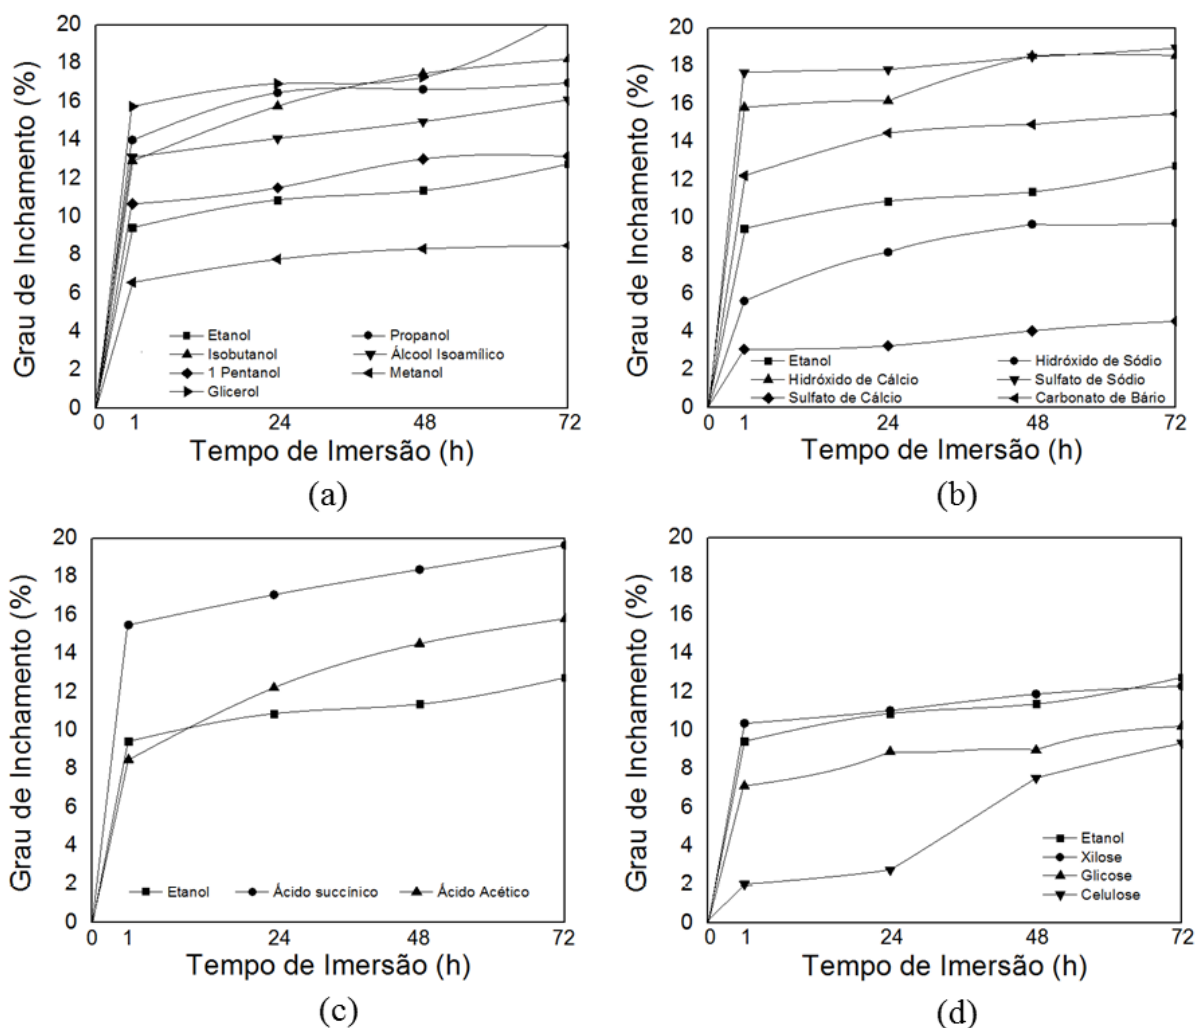 20
18
16
14
12
10
8
6
4
2
0
Grau de Inchamento (%)
Etanol Propanol
Isobutanol Álcool Isoamílico
1 Pentanol Metanol
Glicerol
0 1 24 48 72
Tempo de Imersão (h)
(a)
20
18
16
14
12
10
8
6
4
2
0
Grau de Inchamento (%)
Etanol Hidróxido de Sódio
Hidróxido de Cálcio Sulfato de Sódio
Sulfato de Cálcio Carbonato de Bário
0 1 24 48 72
Tempo de Imersão (h)
(b)
20
18
16
14
12
10
8
6
4
2
0
Grau de Inchamento (%)
Etanol Ácido succínico Ácido Acético
0 1 24 48 72
Tempo de Imersão (h)
(c)
20
18
16
14
12
10
8
6
4
2
0
Grau de Inchamento (%)
Etanol
Xilose
Glicose
Celulose
0 1 24 48 72
Tempo de Imersão (h)
(d)